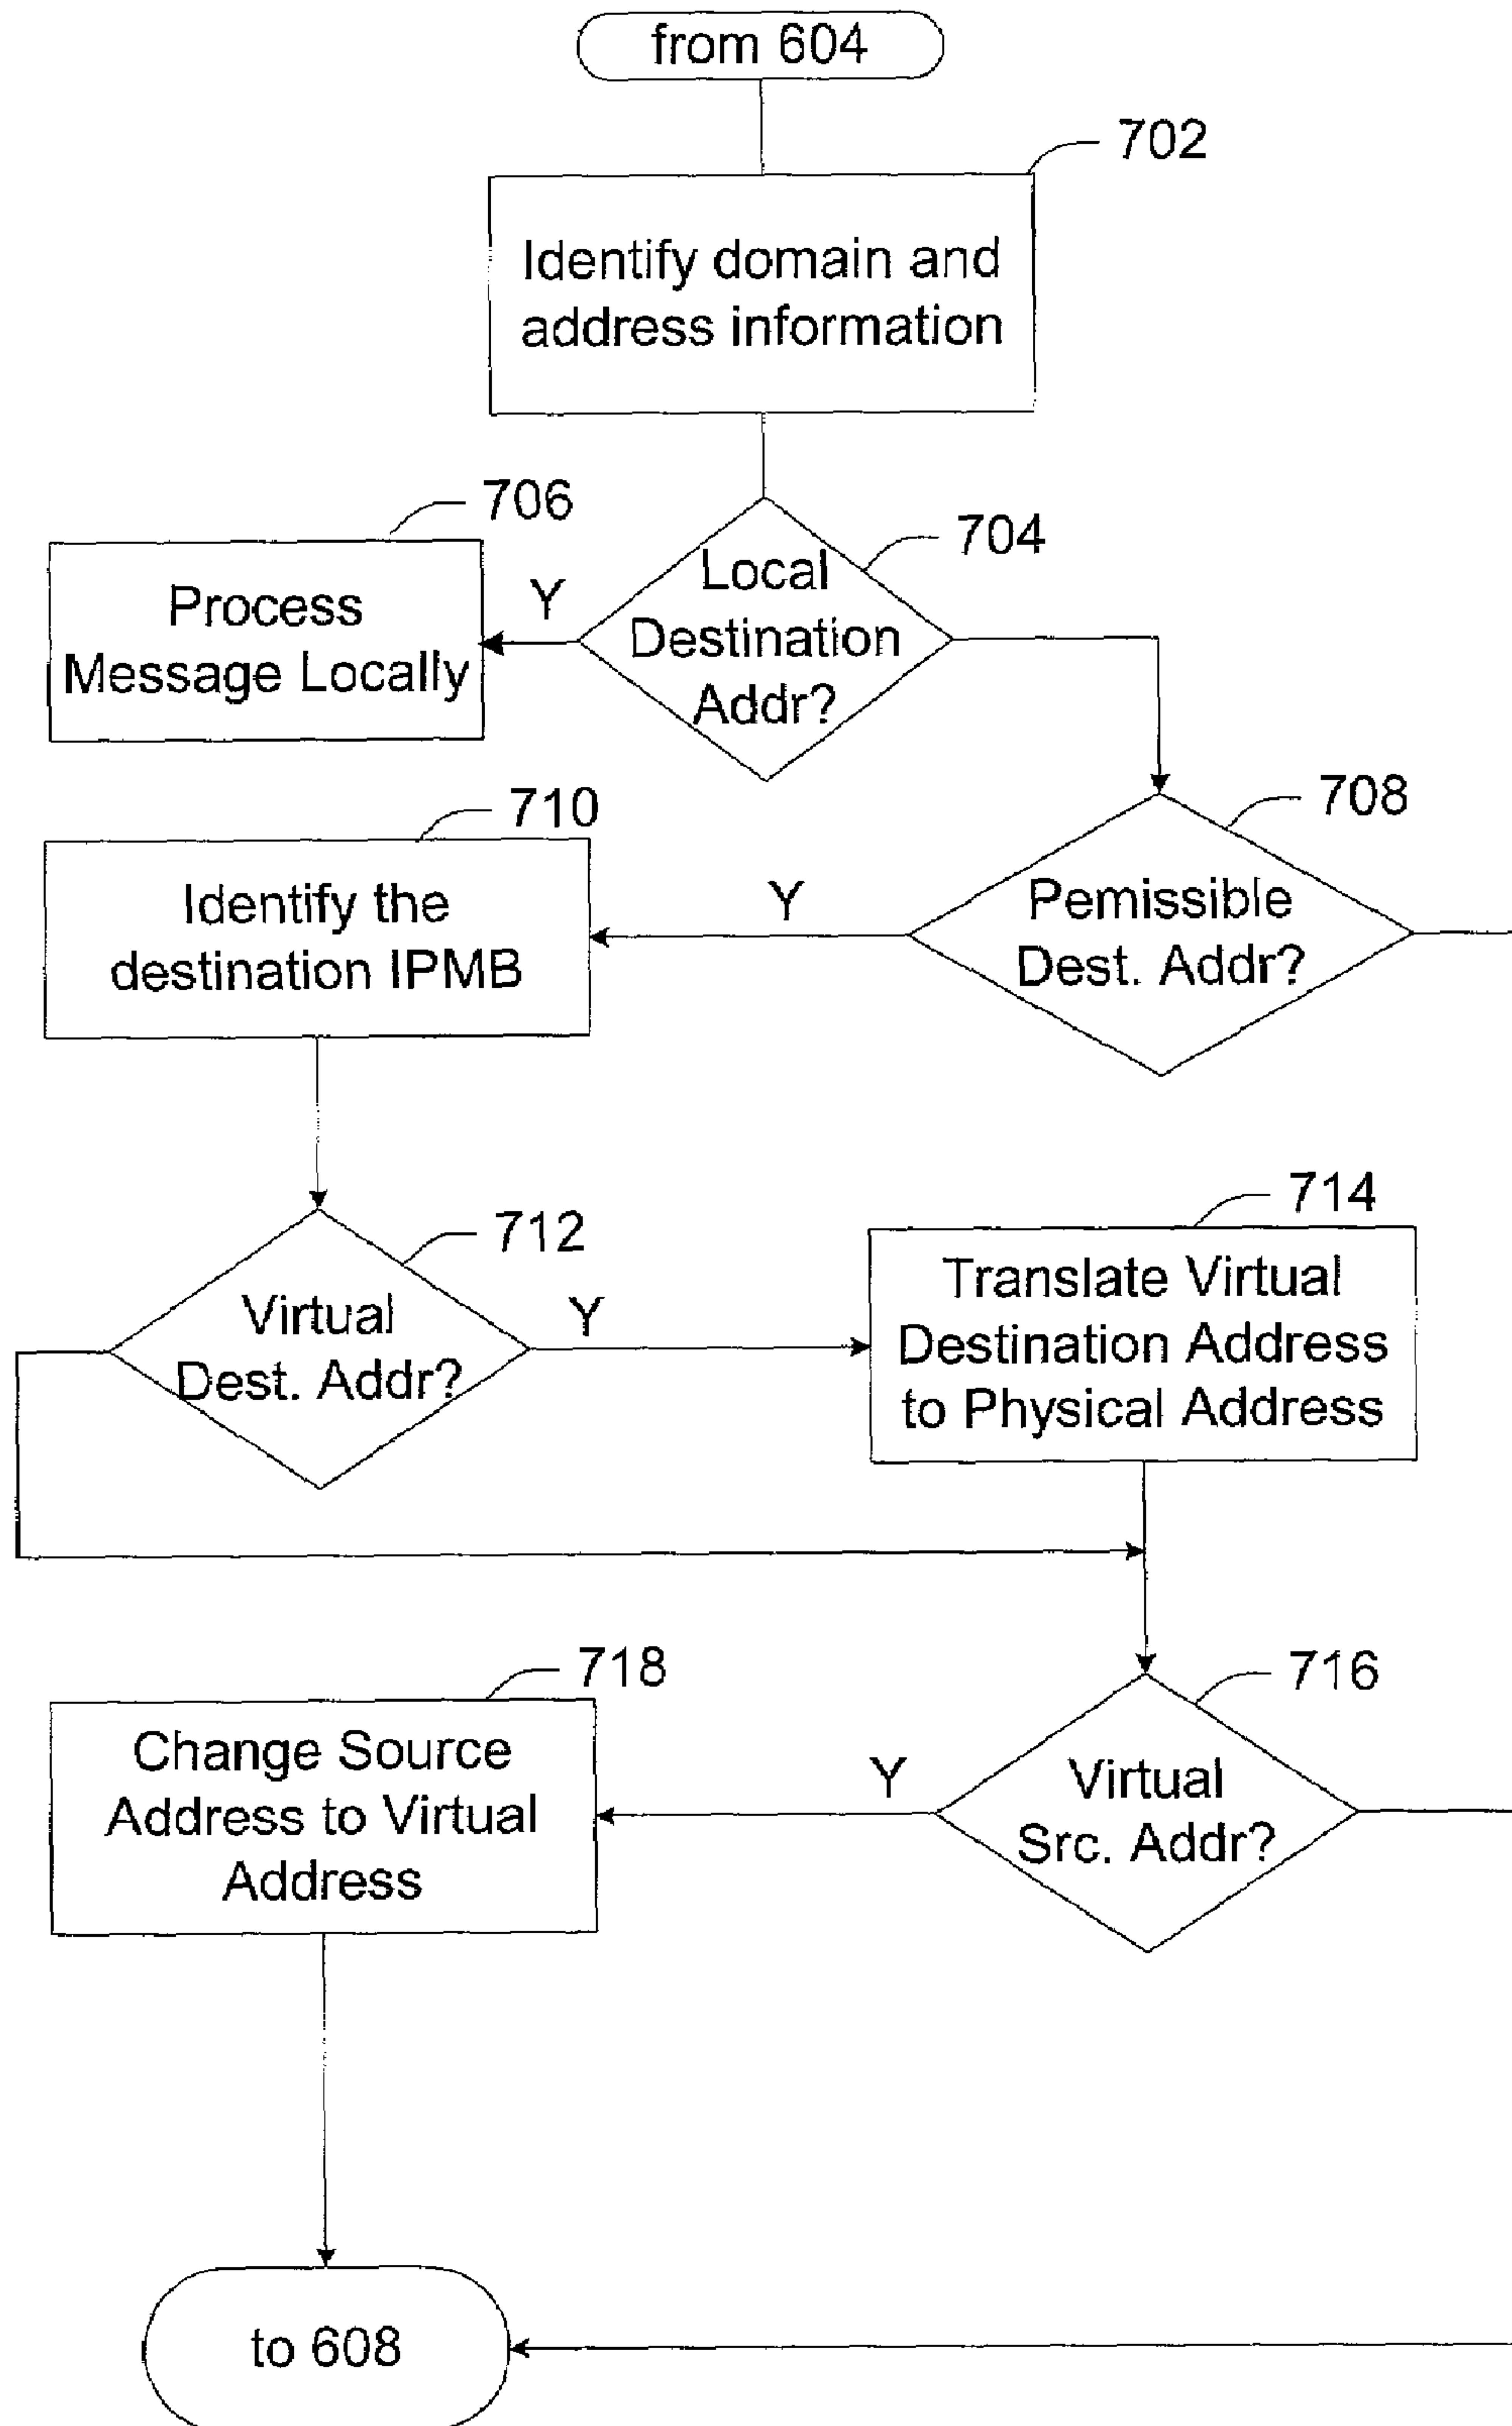 from 604
702
Identify domain and
address information
706
704
Process
Message Locally
Y
Local
Destination
Addr?
710
708
Identify the
destination IPMB
Y
Pemissible
Dest. Addr?
712
714
Virtual
Dest. Addr?
Y
Translate Virtual
Destination Address
to Physical Address
718
716
Change Source
Address to Virtual
Address
Y
Virtual
Src. Addr?
to 608